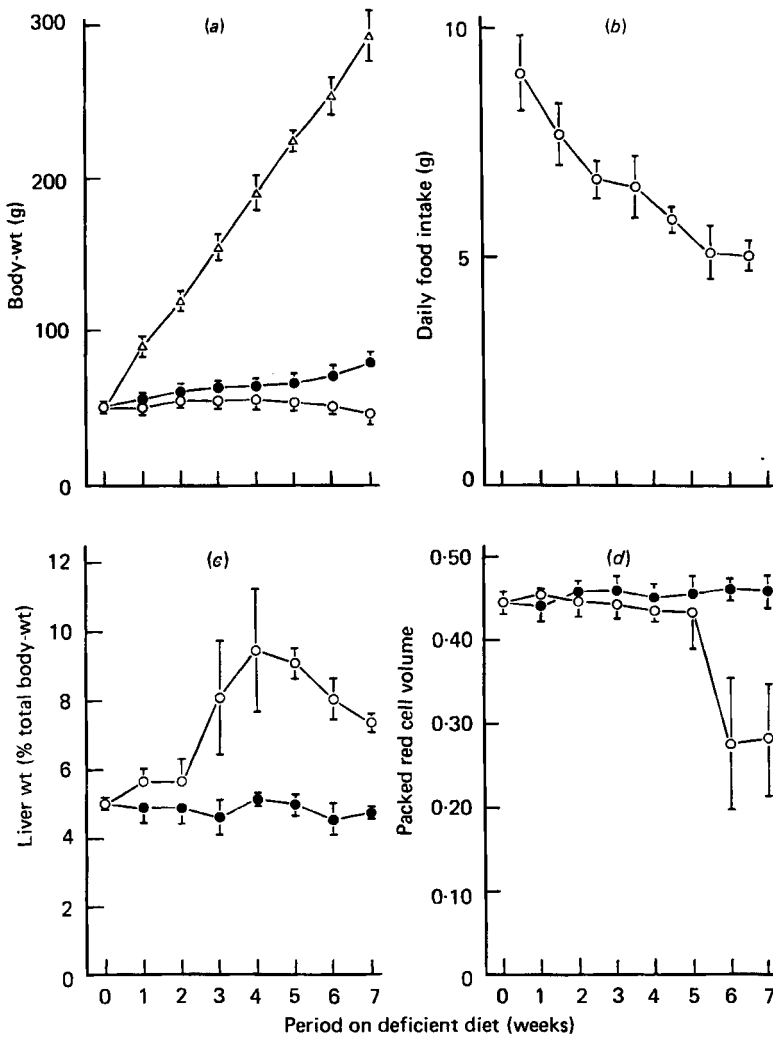 (a)
300
200
100
0
Body-wt (g)
(b)
10
5
0
Daily food intake (g)
(c)
12
10
8
6
4
2
0
Liver wt (% total body-wt)
0 1 2 3 4 5 6 7
(d)
0·50
0·40
0·30
0·20
0·10
0
Packed red cell volume
0 1 2 3 4 5 6 7
Period on deficient diet (weeks)